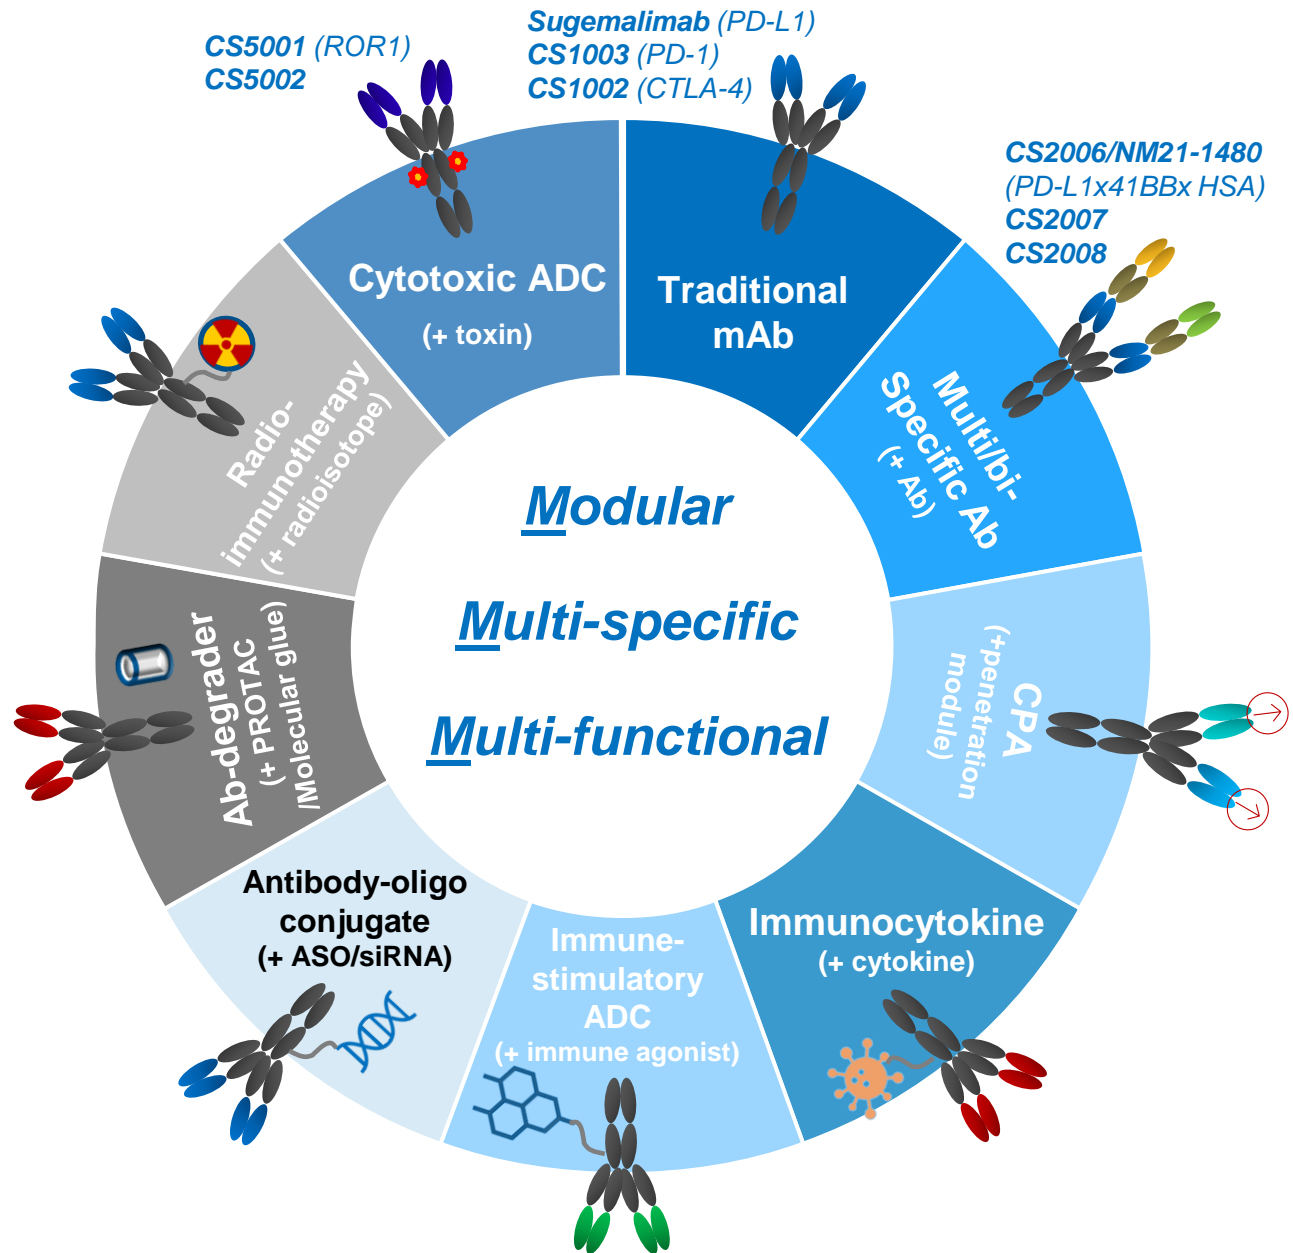 CS5001 (ROR1)
CS5002
Sugemalimab (PD-L1)
CS1003 (PD-1)
CS1002 (CTLA-4)
CS2006/NM21-1480
(PD-L1x41BBx HSA)
CS2007
CS2008
Cytotoxic ADC
(+ toxin)
Traditional
mAb
Multi/bi-
Specific Ab
(+ Ab)
CPA
(+penetration
module)
Immunocytokine
(+ cytokine)
Immune-
stimulatory
ADC
(+ immune agonist)
Antibody-oligo
conjugate
(+ ASO/siRNA)
Ab-degrader
(+ PROTAC
/Molecular glue)
Radio-
immunotherapy
(+ radioisotope)
Modular
Multi-specific
Multi-functional